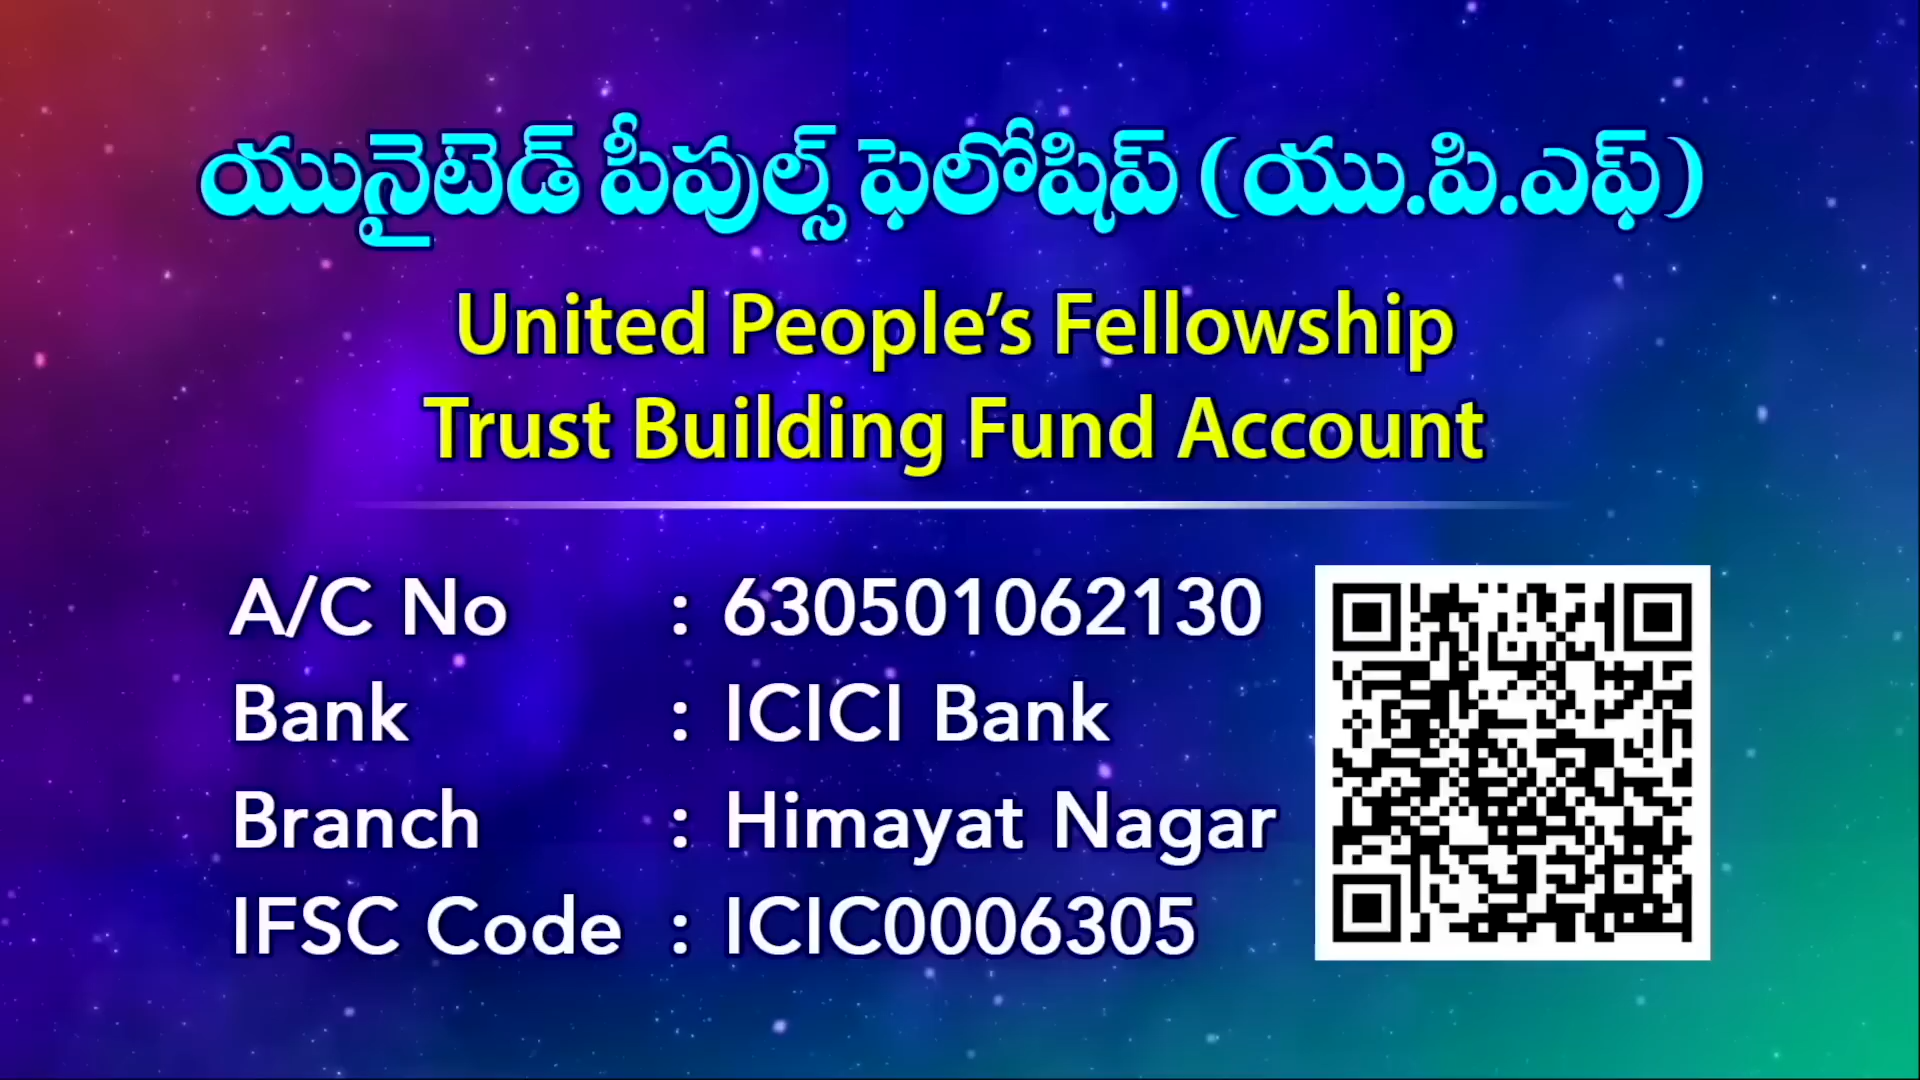 యునైటెడ్ పీపుల్స్ ఫెలోషిప్ (యు.పి.ఎఫ్)
United People’s Fellowship
Trust Building Fund Account
A/C No : 630501062130
Bank : ICICI Bank
Branch : Himayat Nagar
IFSC Code : ICIC0006305